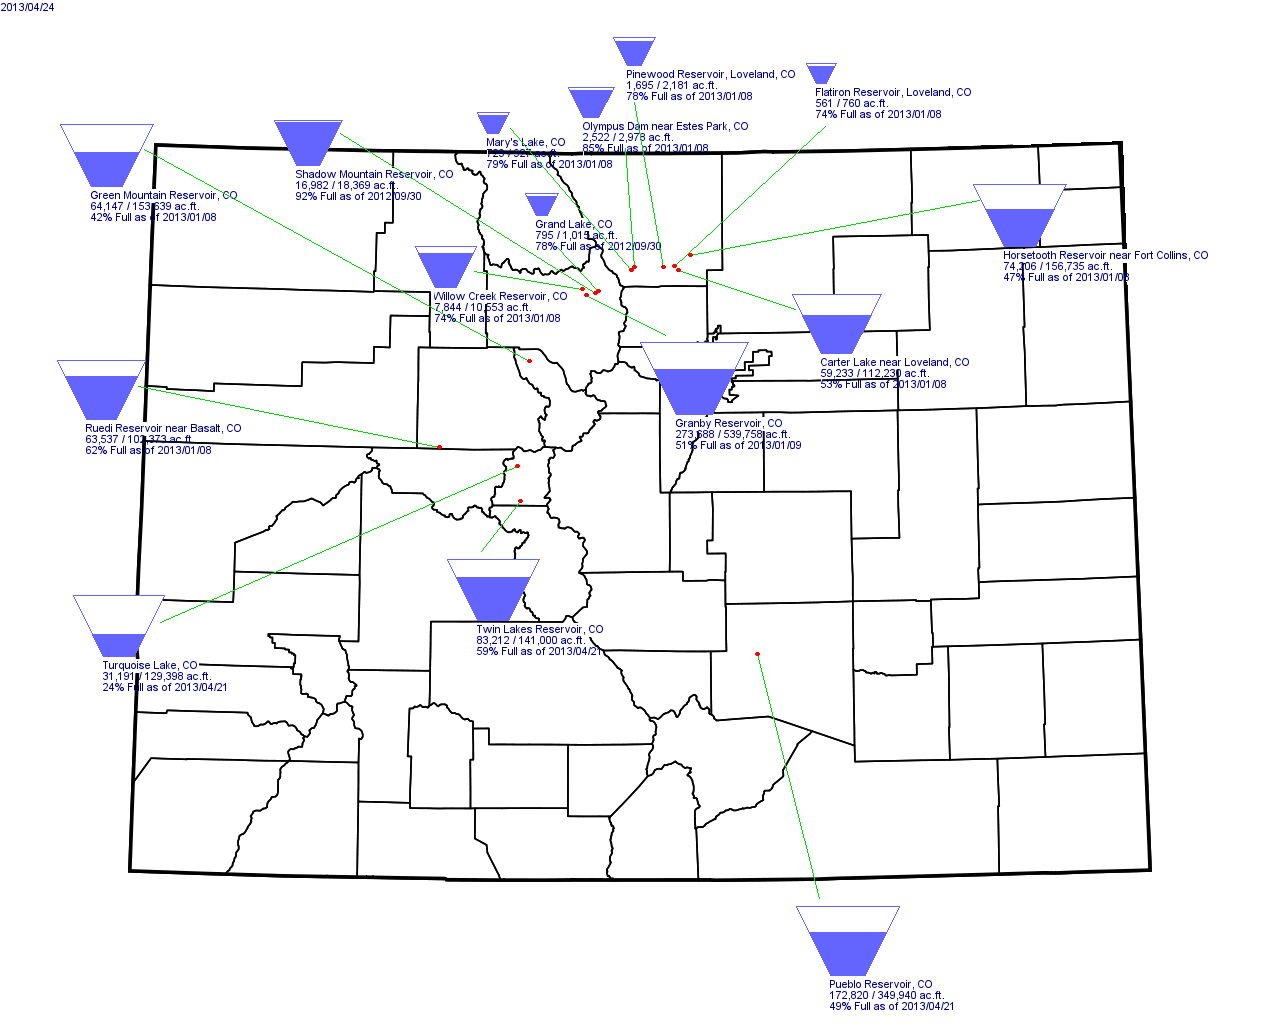 2013/04/24
Pinewood Reservoir, Loveland, CO
1,695 / 2,181 ac.ft.
78% Full as of 2013/01/08
Flatiron Reservoir, Loveland, CO
561 / 760 ac.ft.
74% Full as of 2013/01/08
Olympus Dam near Estes Park, CO
2,522 / 2,978 ac.ft.
85% Full as of 2013/01/08
Mary's Lake, CO
ac.ft.
79% Full as of 2013/01/08
Shadow Mountain Reservoir, CO
16,982 / 18,369 ac.ft.
92% Full as of 2012/09/30
Green Mountain Reservoir, CO
64,147 / 153,639 ac.ft.
42% Full as of 2013/01/08
Grand Lake, CO
795 / 1,015 ac.ft.
78% Full as of 2012/09/30
Horsetooth Reservoir near Fort Collins, CO
74,206 / 156,735 ac.ft.
47% Full as of 2013/01/08
Willow Creek Reservoir, CO
7,844 / 10,553 ac.ft.
74% Full as of 2013/01/08
Carter Lake near Loveland, CO
59,233 / 112,230 ac.ft.
53% Full as of 2013/01/08
Granby Reservoir, CO
273,688 / 539,758 ac.ft.
51% Full as of 2013/01/09
Ruedi Reservoir near Basalt, CO
63,537 / 102,373 ac.ft.
62% Full as of 2013/01/08
Twin Lakes Reservoir, CO
83,212 / 141,000 ac.ft.
59% Full as of 2013/04/21
Turquoise Lake, CO
31,191 / 129,398 ac.ft.
24% Full as of 2013/04/21
Pueblo Reservoir, CO
172,820 / 349,940 ac.ft.
49% Full as of 2013/04/21